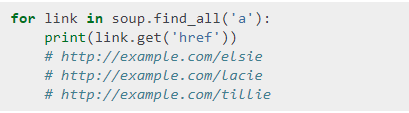 for link in soup.find_all('a'):
    print(link.get('href'))
    # http://example.com/elsie
    # http://example.com/lacie
    # http://example.com/tillie